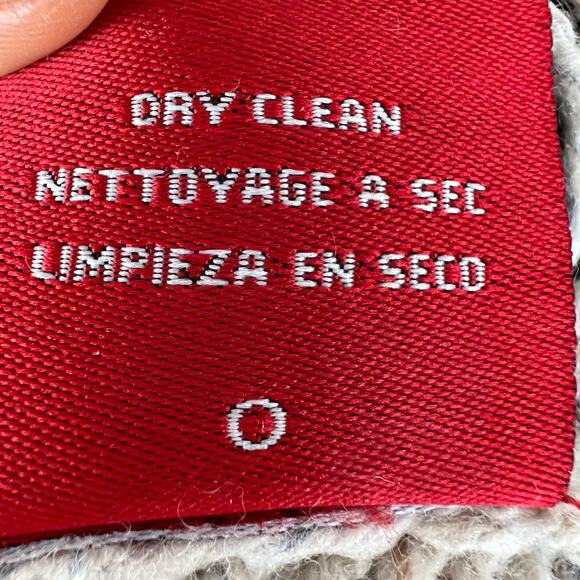 DRY CLEAN
NETTOYAGE A SEC
LIMPIEZA EN SECO